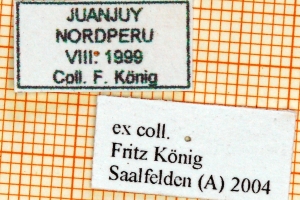 JUANJUY
NORDPERU
VIII. 1999
Coll. F. König
ex coll.
Fritz König
Saalfelden (A) 2004